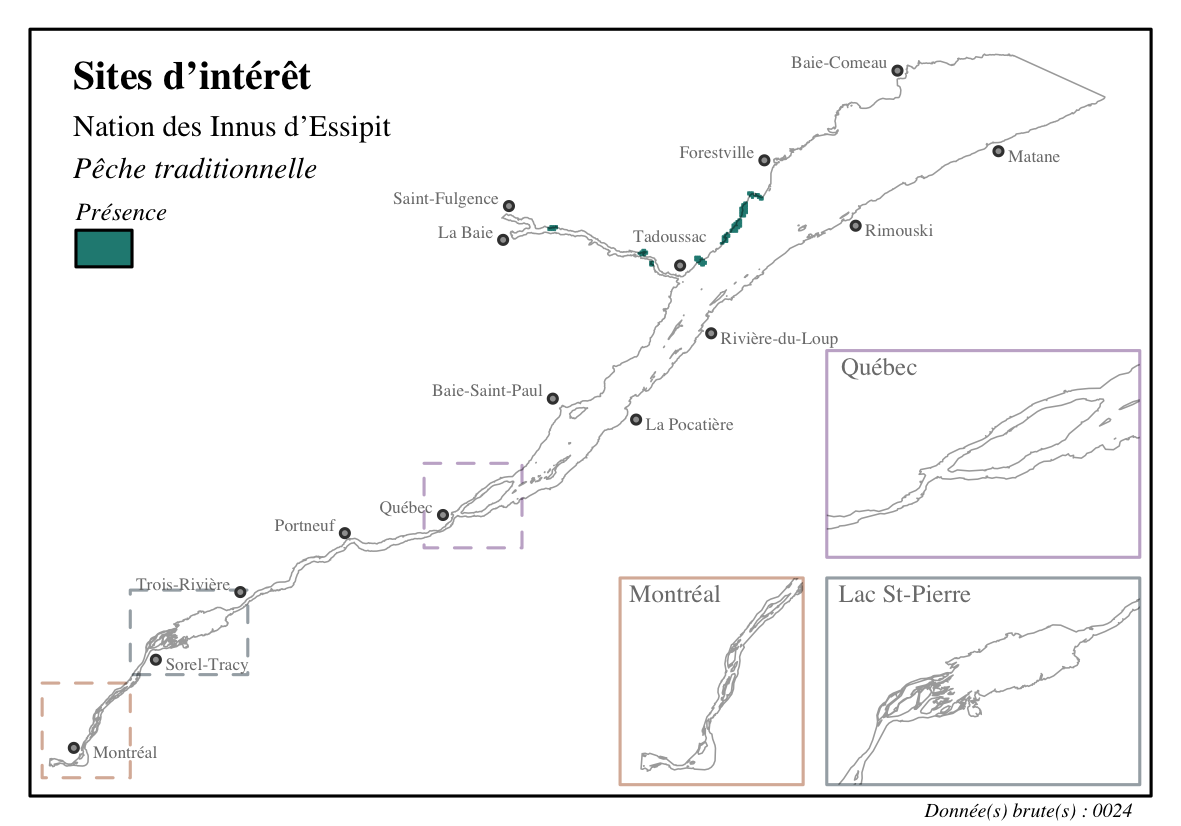 Sites d’intérêt
Nation des Innus d’Essipit
Pêche traditionnelle
Présence
Baie-Comeau
Forestville
Matane
Saint-Fulgence
La Baie
Tadoussac
Rimouski
Rivière-du-Loup
Baie-Saint-Paul
La Pocatière
Québec
Portneuf
Trois-Rivière
Sorel-Tracy
Montréal
Québec
Montréal
Lac St-Pierre
Donnée(s) brute(s) : 0024